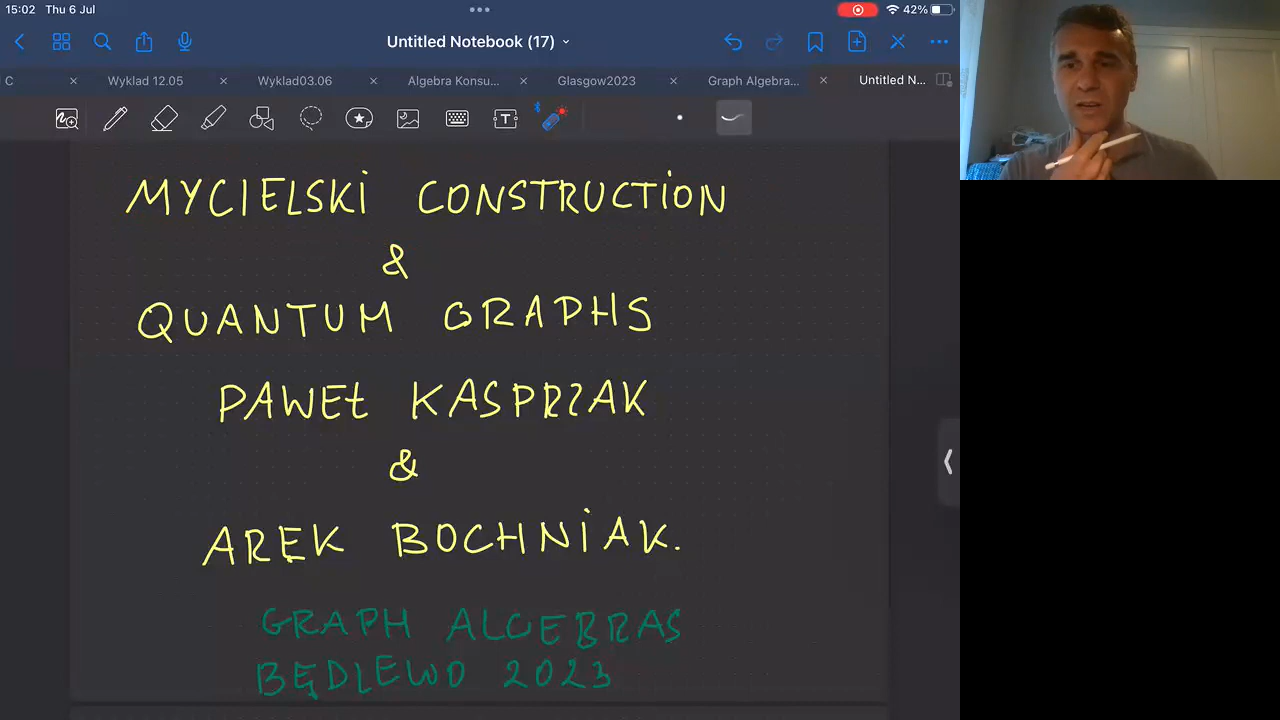 15:02 Thu 6 Jul 42%
Untitled Notebook (17)
C Wyklad 12.05 Wyklad03.06 Algebra Konsu... Glasgow2023 Graph Algebra... Untitled N...
MYCIELSKi CONSTRUCTiON
&
QUANTUM GRAPHS
PAWEŁ KASPRZAK
&
AREK BOCHNiAK.
GRAPH ALGEBRAS
BĘDLEWO 2023